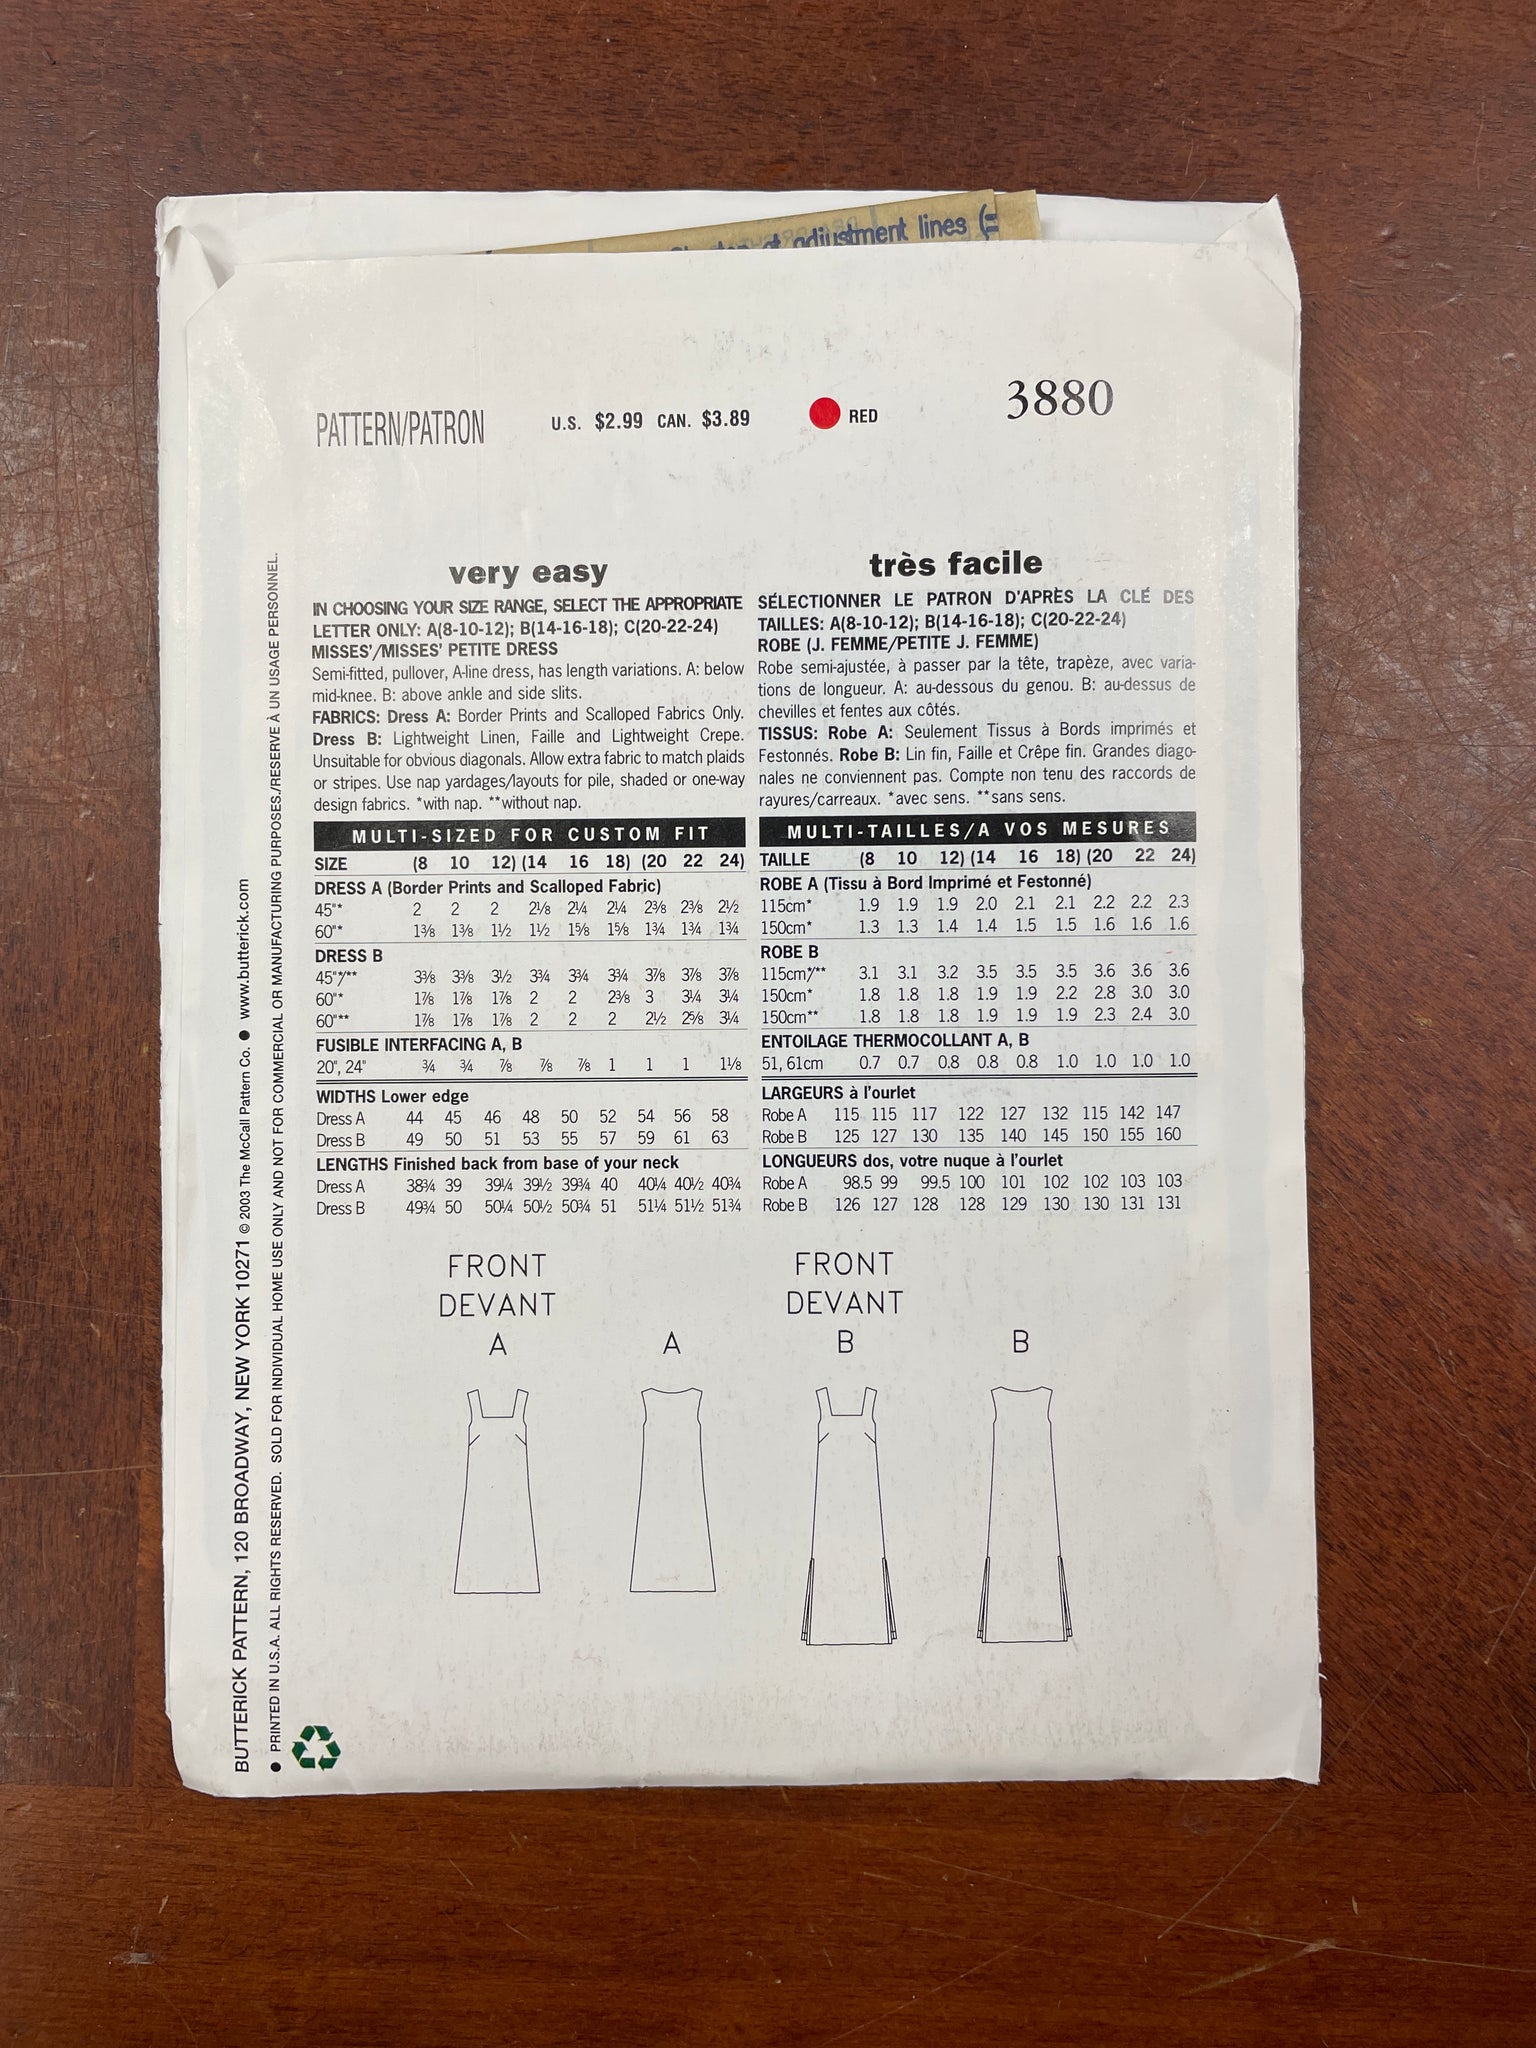 adjustment lines (=
PATTERN/PATRON U.S. $2.99 CAN. $3.89 RED 3880
very easy
IN CHOOSING YOUR SIZE RANGE, SELECT THE APPROPRIATE
LETTER ONLY: A(8-10-12); B(14-16-18); C(20-22-24)
MISSES'/MISSES' PETITE DRESS
Semi-fitted, pullover, A-line dress, has length variations. A: below
mid-knee. B: above ankle and side slits.
FABRICS: Dress A: Border Prints and Scalloped Fabrics Only.
Dress B: Lightweight Linen, Faille and Lightweight Crepe.
Unsuitable for obvious diagonals. Allow extra fabric to match plaids
or stripes. Use nap yardages/layouts for pile, shaded or one-way
design fabrics. *with nap. **without nap.
MULTI-SIZED FOR CUSTOM FIT
SIZE (8 10 12) (14 16 18) (20 22 24)
DRESS A (Border Prints and Scalloped Fabric)
45"* 2 2 2 2⅛ 2¼ 2¼ 2⅜ 2⅜ 2½
60"* 1⅜ 1⅜ 1½ 1½ 1⅝ 1⅝ 1¾ 1¾ 1¾
DRESS B
45"*/** 3⅜ 3⅜ 3½ 3¾ 3¾ 3¾ 3⅞ 3⅞ 3⅞
60"* 1⅞ 1⅞ 1⅞ 2 2 2⅜ 3 3¼ 3¼
60"** 1⅞ 1⅞ 1⅞ 2 2 2 2½ 2⅝ 3¼
FUSIBLE INTERFACING A, B
20", 24" ¾ ¾ ⅞ ⅞ ⅞ 1 1 1 1⅛
WIDTHS Lower edge
Dress A 44 45 46 48 50 52 54 56 58
Dress B 49 50 51 53 55 57 59 61 63
LENGTHS Finished back from base of your neck
Dress A 38¾ 39 39¼ 39½ 39¾ 40 40¼ 40½ 40¾
Dress B 49¾ 50 50¼ 50½ 50¾ 51 51¼ 51½ 51¾
très facile
SÉLECTIONNER LE PATRON D'APRÈS LA CLÉ DES
TAILLES: A(8-10-12); B(14-16-18); C(20-22-24)
ROBE (J. FEMME/PETITE J. FEMME)
Robe semi-ajustée, à passer par la tête, trapèze, avec varia-
tions de longueur. A: au-dessous du genou. B: au-dessus de
chevilles et fentes aux côtés.
TISSUS: Robe A: Seulement Tissus à Bords imprimés et
Festonnés. Robe B: Lin fin, Faille et Crêpe fin. Grandes diago-
nales ne conviennent pas. Compte non tenu des raccords de
rayures/carreaux. *avec sens. **sans sens.
MULTI-TAILLES/A VOS MESURES
TAILLE (8 10 12) (14 16 18) (20 22 24)
ROBE A (Tissu à Bord Imprimé et Festonné)
115cm* 1.9 1.9 1.9 2.0 2.1 2.1 2.2 2.2 2.3
150cm* 1.3 1.3 1.4 1.4 1.5 1.5 1.6 1.6 1.6
ROBE B
115cm*/** 3.1 3.1 3.2 3.5 3.5 3.5 3.6 3.6 3.6
150cm* 1.8 1.8 1.8 1.9 1.9 2.2 2.8 3.0 3.0
150cm** 1.8 1.8 1.8 1.9 1.9 1.9 2.3 2.4 3.0
ENTOILAGE THERMOCOLLANT A, B
51, 61cm 0.7 0.7 0.8 0.8 0.8 1.0 1.0 1.0 1.0
LARGEURS à l'ourlet
Robe A 115 115 117 122 127 132 115 142 147
Robe B 125 127 130 135 140 145 150 155 160
LONGUEURS dos, votre nuque à l'ourlet
Robe A 98.5 99 99.5 100 101 102 102 103 103
Robe B 126 127 128 128 129 130 130 131 131
FRONT
DEVANT
A A
FRONT
DEVANT
B B
BUTTERICK PATTERN, 120 BROADWAY, NEW YORK 10271 © 2003 The McCall Pattern Co. ● www.butterick.com
● PRINTED IN U.S.A. ALL RIGHTS RESERVED. SOLD FOR INDIVIDUAL HOME USE ONLY AND NOT FOR COMMERCIAL OR MANUFACTURING PURPOSES./RESERVE À UN USAGE PERSONNEL.